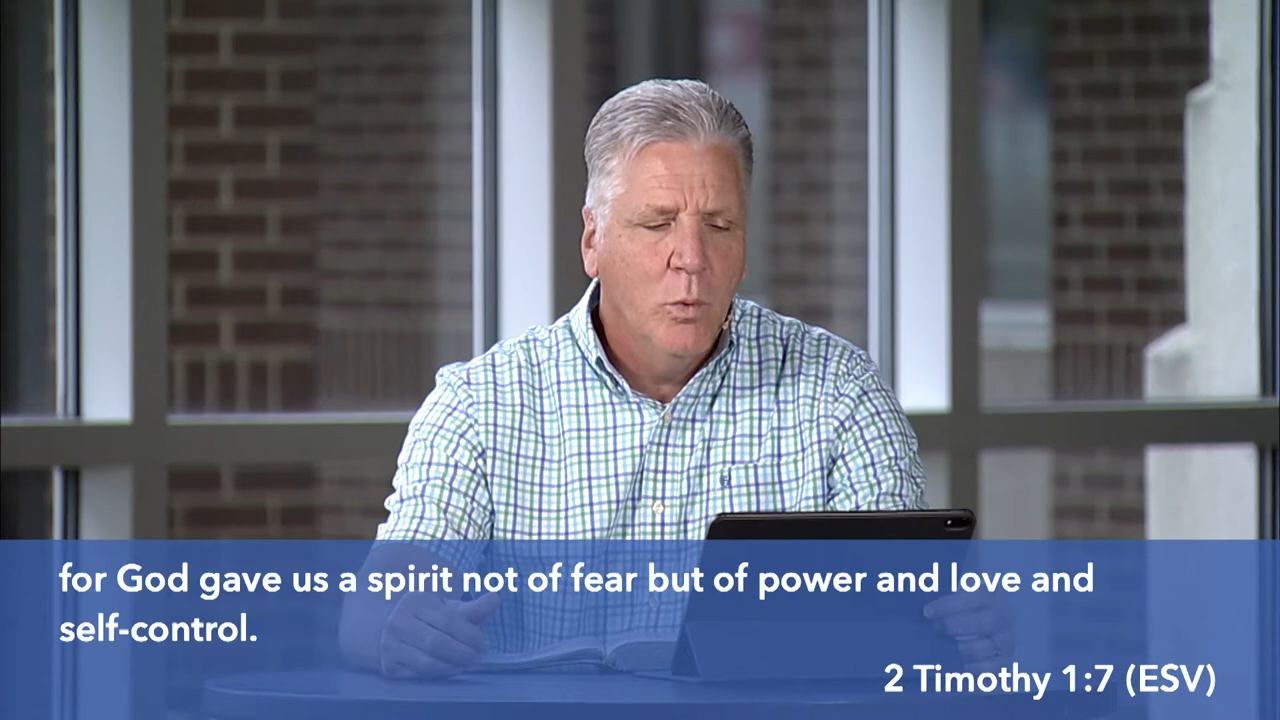 for God gave us a spirit not of fear but of power and love and
self-control.
2 Timothy 1:7 (ESV)